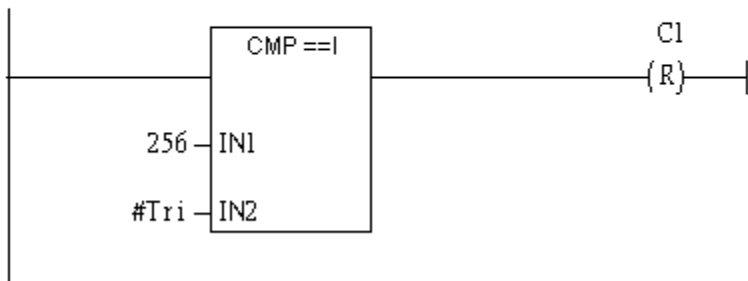 CMP ==I
C1
(R)
256
IN1
#Tri
IN2